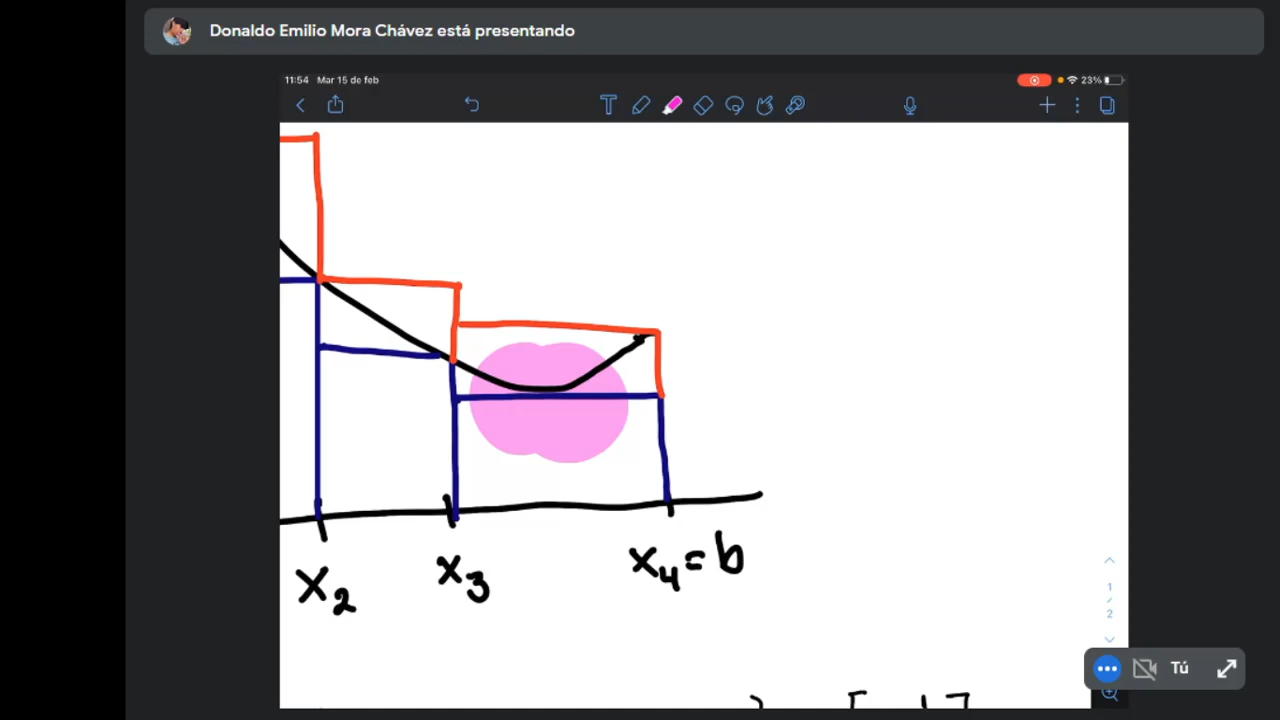 Donaldo Emilio Mora Chávez está presentando
11:54 Mar 15 de feb
23%
T
x₂
x₃
x₄ = b
1
/
2
Tú